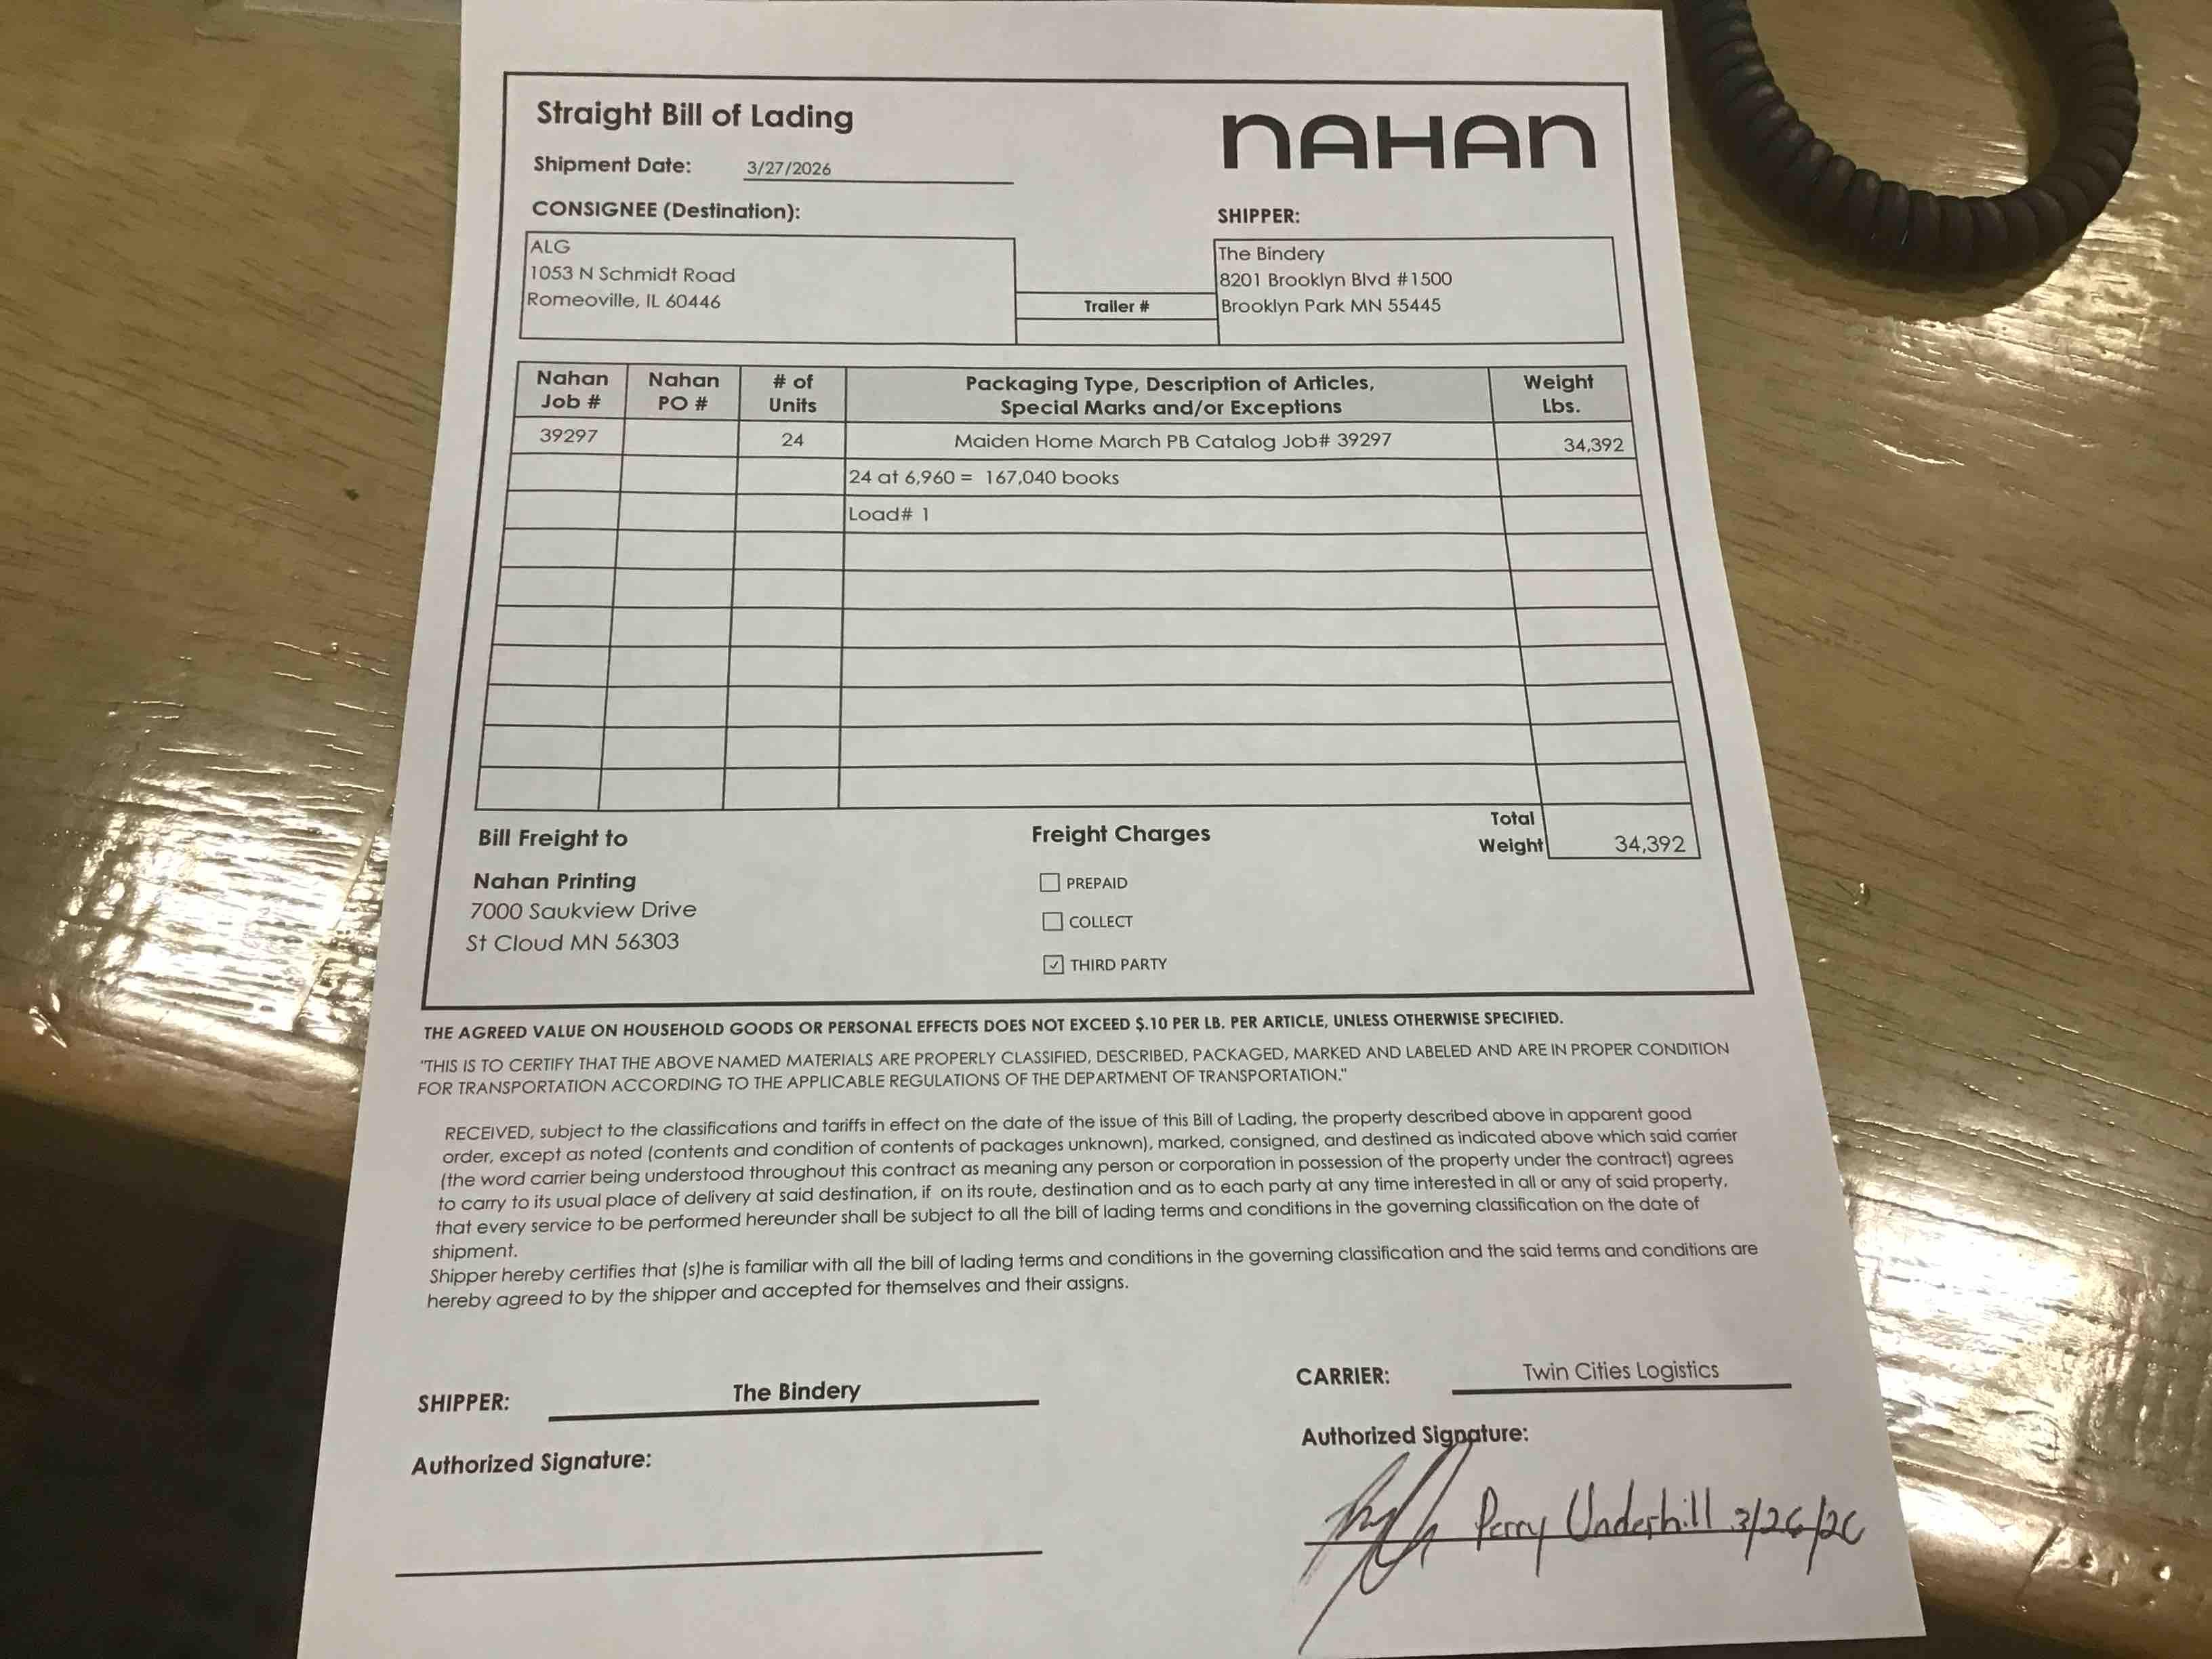 Straight Bill of Lading
NAHAN
Shipment Date: 3/27/2026
CONSIGNEE (Destination):
SHIPPER:
ALG
1053 N Schmidt Road
Romeoville, IL 60446
Trailer #
The Bindery
8201 Brooklyn Blvd #1500
Brooklyn Park MN 55445
Nahan Job # Nahan PO # # of Units Packaging Type, Description of Articles, Special Marks and/or Exceptions Weight Lbs.
39297 24 Maiden Home March PB Catalog Job# 39297 34,392
24 at 6,960 = 167,040 books
Load# 1
Total Weight 34,392
Bill Freight to
Nahan Printing
7000 Saukview Drive
St Cloud MN 56303
Freight Charges
PREPAID
COLLECT
THIRD PARTY
THE AGREED VALUE ON HOUSEHOLD GOODS OR PERSONAL EFFECTS DOES NOT EXCEED $.10 PER LB. PER ARTICLE, UNLESS OTHERWISE SPECIFIED.
"THIS IS TO CERTIFY THAT THE ABOVE NAMED MATERIALS ARE PROPERLY CLASSIFIED, DESCRIBED, PACKAGED, MARKED AND LABELED AND ARE IN PROPER CONDITION
FOR TRANSPORTATION ACCORDING TO THE APPLICABLE REGULATIONS OF THE DEPARTMENT OF TRANSPORTATION."
RECEIVED, subject to the classifications and tariffs in effect on the date of the issue of this Bill of Lading, the property described above in apparent good
order, except as noted (contents and condition of contents of packages unknown), marked, consigned, and destined as indicated above which said carrier
(the word carrier being understood throughout this contract as meaning any person or corporation in possession of the property under the contract) agrees
to carry to its usual place of delivery at said destination, if on its route, destination and as to each party at any time interested in all or any of said property,
that every service to be performed hereunder shall be subject to all the bill of lading terms and conditions in the governing classification on the date of
shipment.
Shipper hereby certifies that (s)he is familiar with all the bill of lading terms and conditions in the governing classification and the said terms and conditions are
hereby agreed to by the shipper and accepted for themselves and their assigns.
SHIPPER: The Bindery
CARRIER: Twin Cities Logistics
Authorized Signature:
Authorized Signature:
Perry Underhill 3/26/26